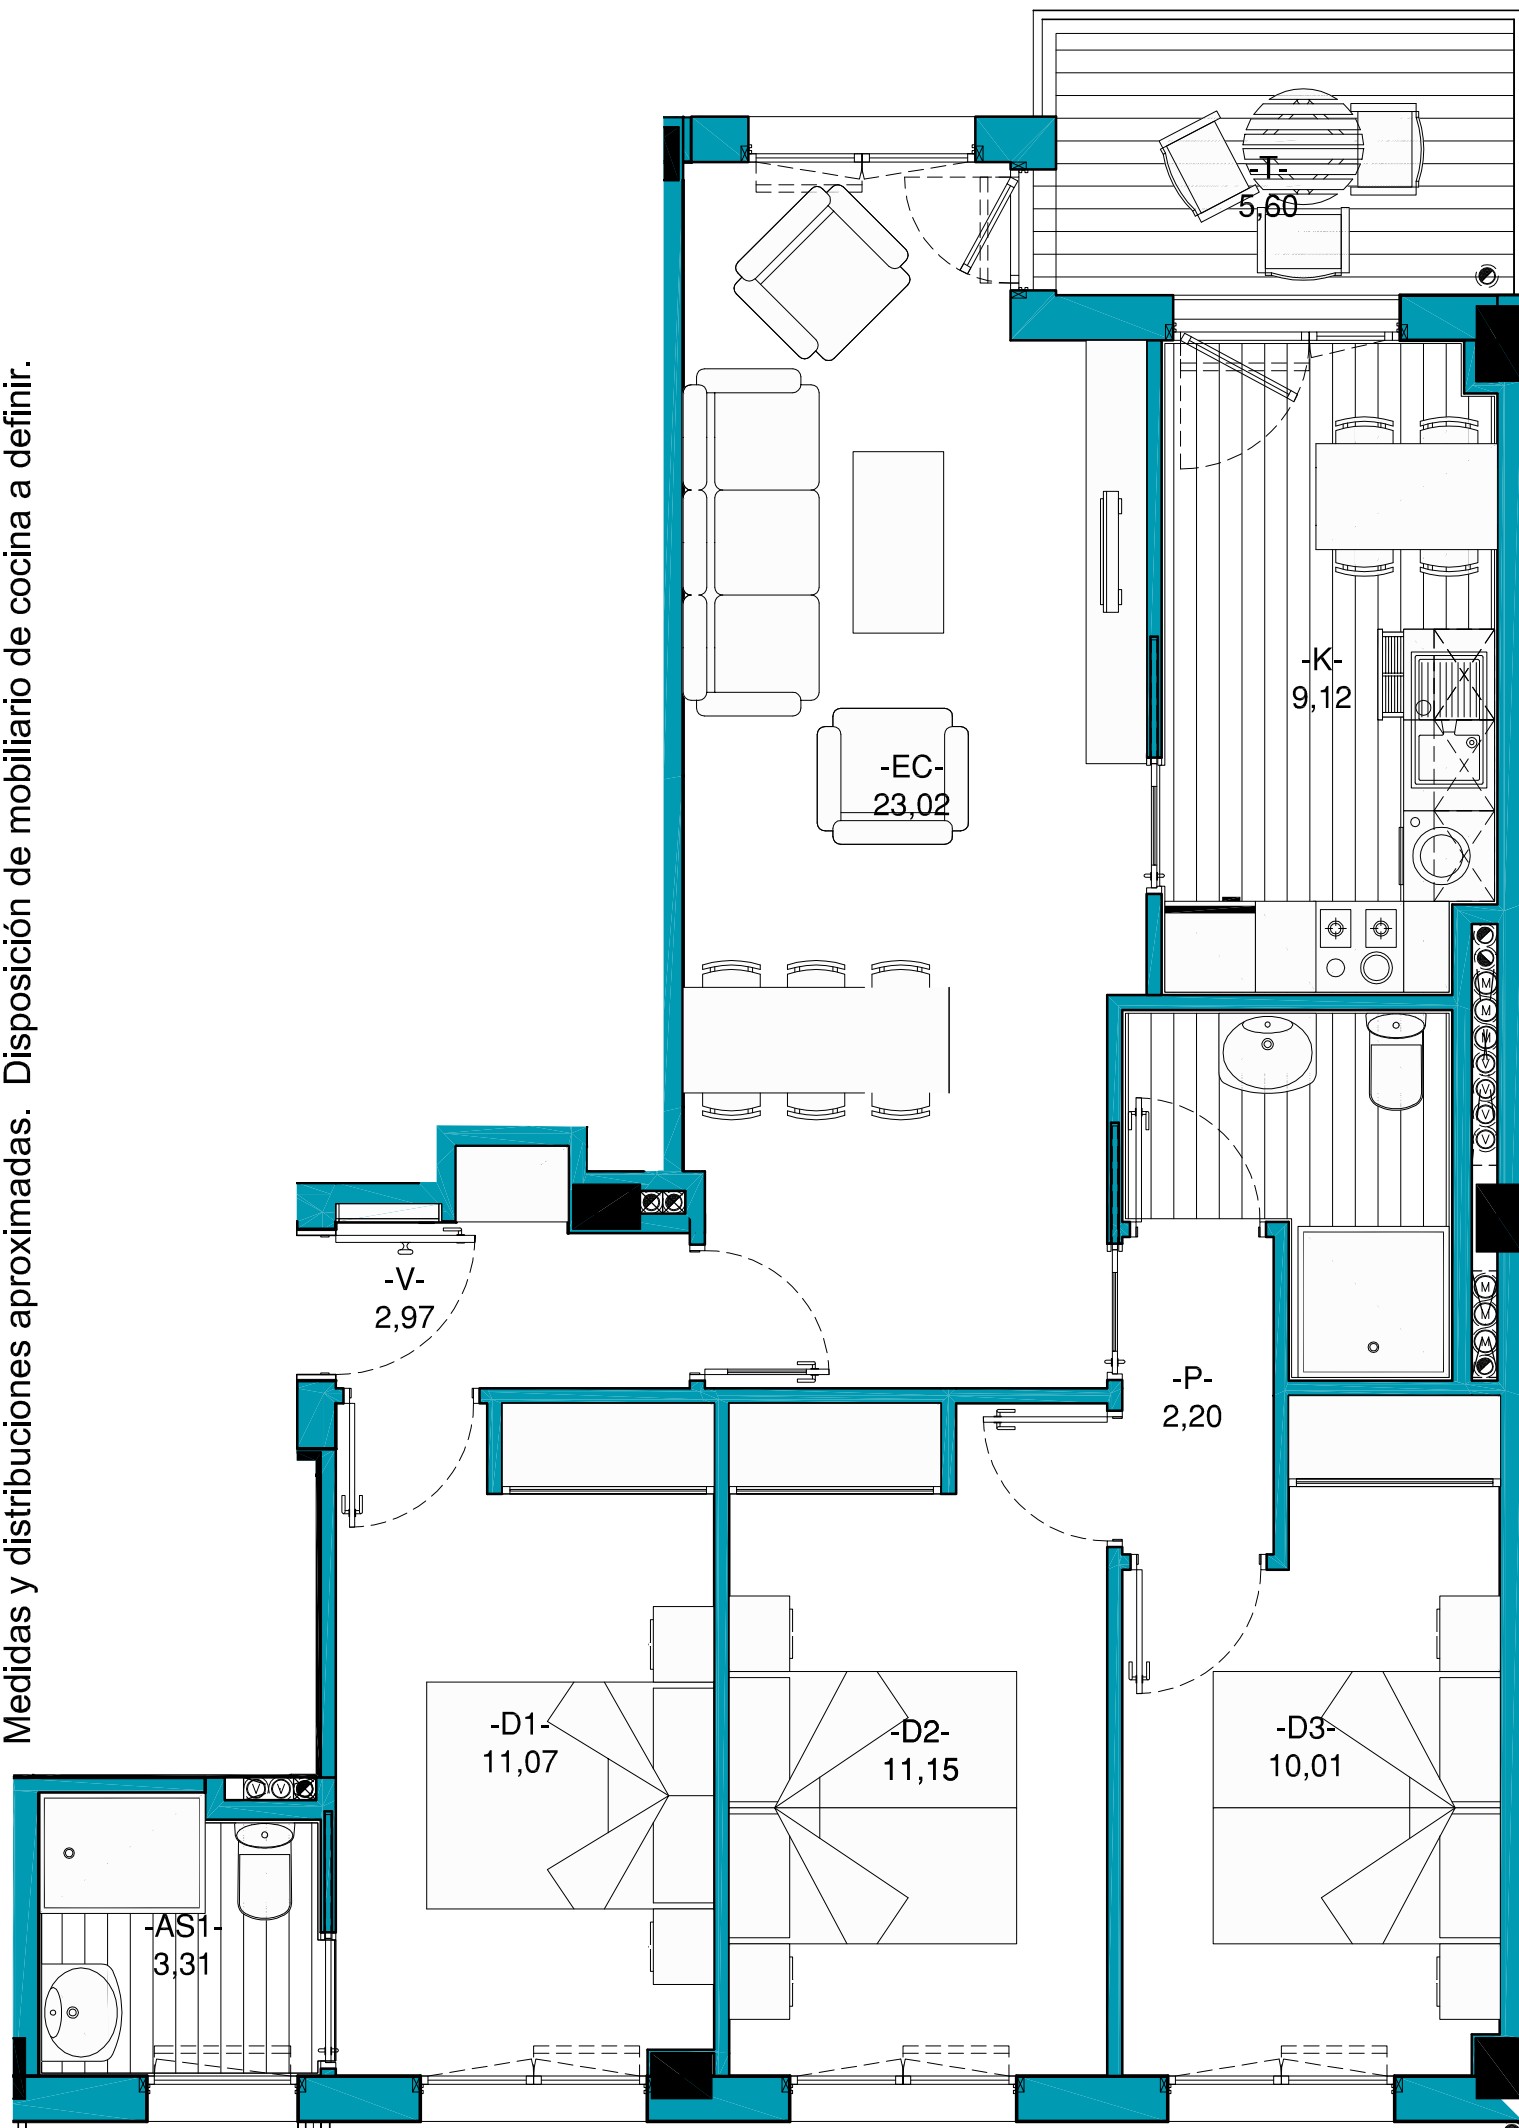 Medidas y distribuciones aproximadas. Disposición de mobiliario de cocina a definir.
-T-
5,60
-K-
9,12
-EC-
23,02
M
M
M
V
V
V
V
-V-
2,97
M
M
M
-P-
2,20
-D1-
11,07
-D2-
11,15
-D3-
10,01
V V
-AS1-
3,31